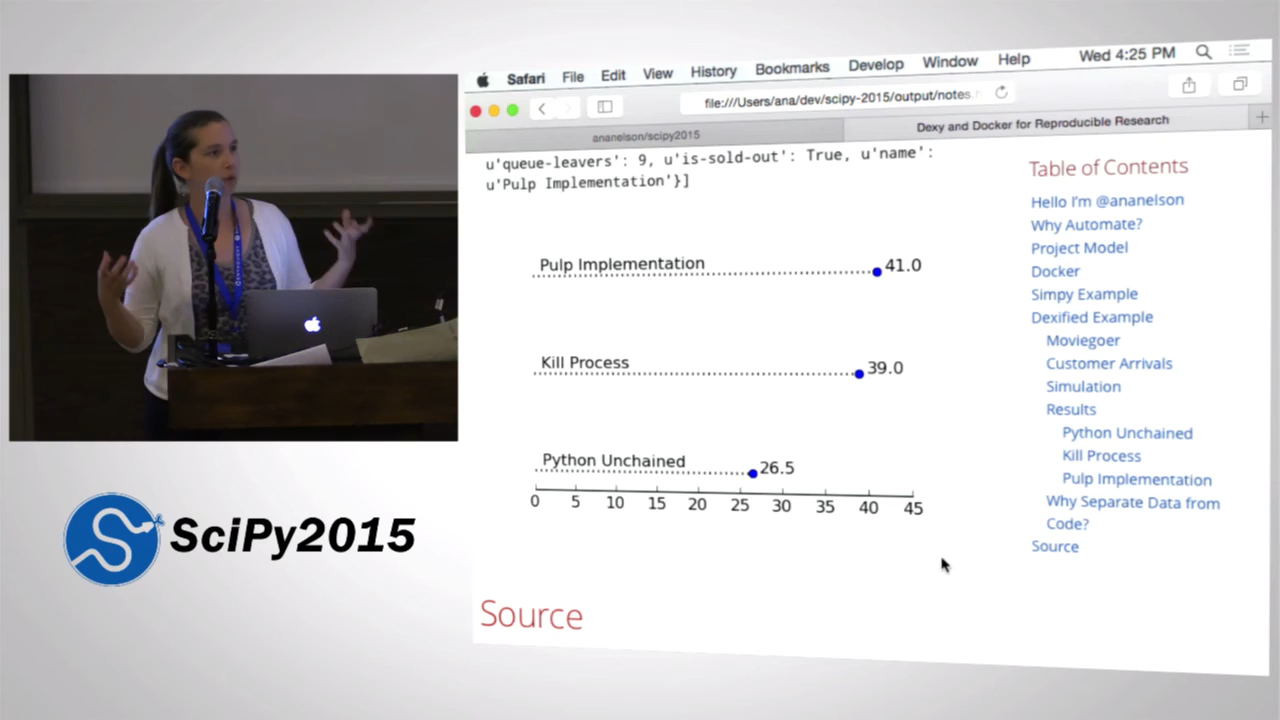 Safari File Edit View History Bookmarks Develop Window Help Wed 4:25 PM
file:///Users/ana/dev/scipy-2015/output/notes.
ananelson/scipy2015
Dexy and Docker for Reproducible Research
u'queue-leavers': 9, u'is-sold-out': True, u'name':
u'Pulp Implementation'}]
Pulp Implementation 41.0
Kill Process 39.0
Python Unchained 26.5
0 5 10 15 20 25 30 35 40 45
Source
Table of Contents
Hello I'm @ananelson
Why Automate?
Project Model
Docker
Simpy Example
Dexified Example
Moviegoer
Customer Arrivals
Simulation
Results
Python Unchained
Kill Process
Pulp Implementation
Why Separate Data from
Code?
Source
SciPy2015